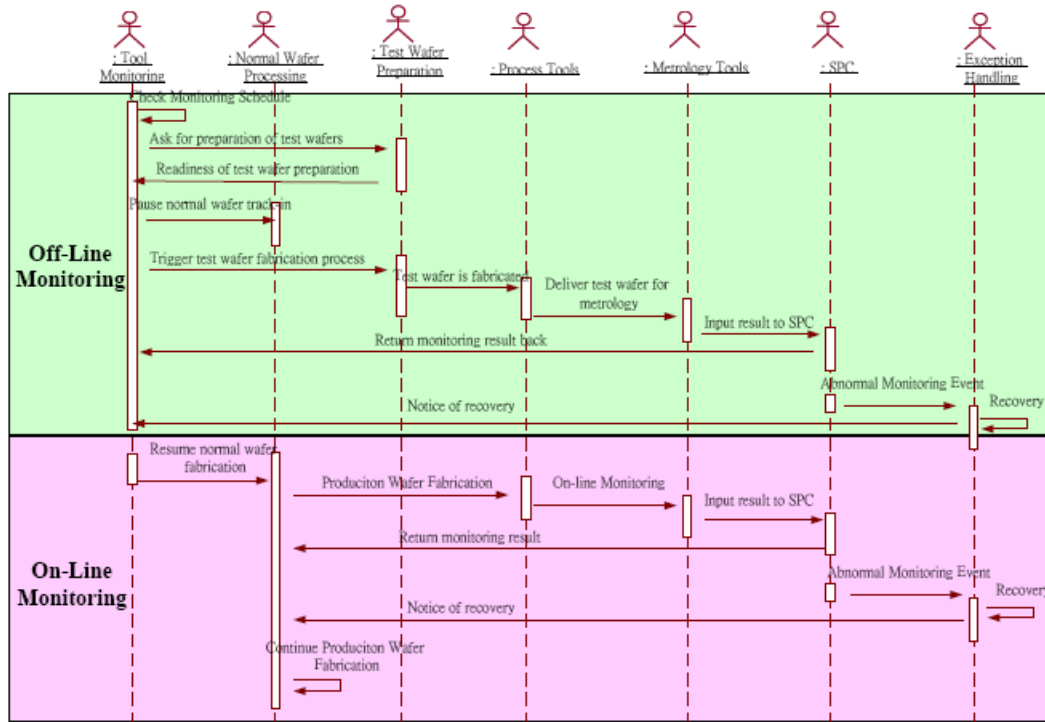 : Tool
Monitoring
: Normal Wafer
Processing
: Test Wafer
Preparation
: Process Tools
: Metrology Tools
: SPC
: Exception
Handling
Check Monitoring Schedule
Ask for preparation of test wafers
Readiness of test wafer preparation
Pause normal wafer track-in
Off-Line
Monitoring
Trigger test wafer fabrication process
Test wafer is fabricated
Deliver test wafer for
metrology
Input result to SPC
Return monitoring result back
Abnormal Monitoring Event
Recovery
Notice of recovery
Resume normal wafer
fabrication
Produciton Wafer Fabrication
On-line Monitoring
Input result to SPC
Return monitoring result
On-Line
Monitoring
Abnormal Monitoring Event
Recovery
Notice of recovery
Continue Produciton Wafer
Fabrication